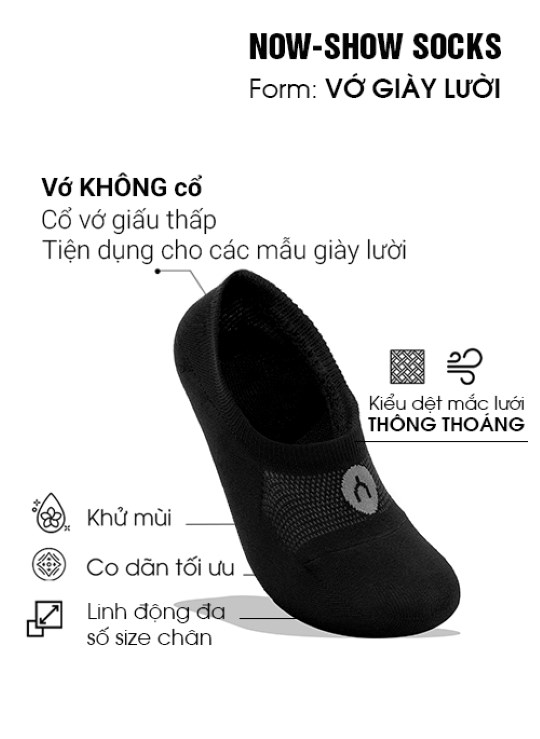 NOW-SHOW SOCKS
Form: VỚ GIÀY LƯỜI
Vớ KHÔNG cổ
Cổ vớ giấu thấp
Tiện dụng cho các mẫu giày lười
Kiểu dệt mắc lưới
THÔNG THOÁNG
Khử mùi
Co dãn tối ưu
Linh động đa
số size chân